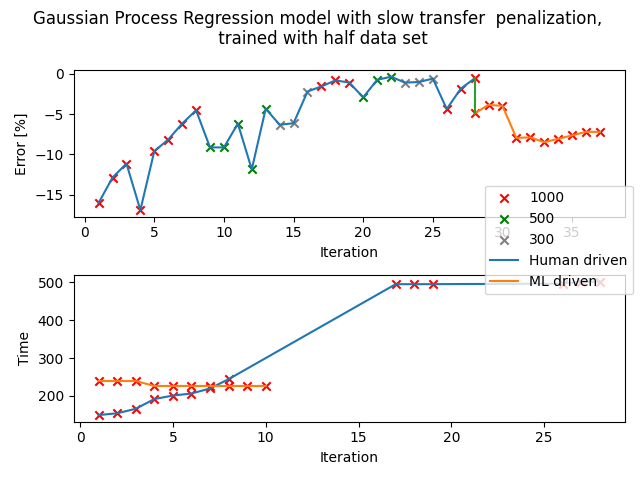 Gaussian Process Regression model with slow transfer  penalization,
trained with half data set
0
−5
−10
−15
Error [%]
0 5 10 15 20 25 30 35
Iteration
1000
500
300
Human driven
ML driven
500
400
300
200
Time
0 5 10 15 20 25
Iteration